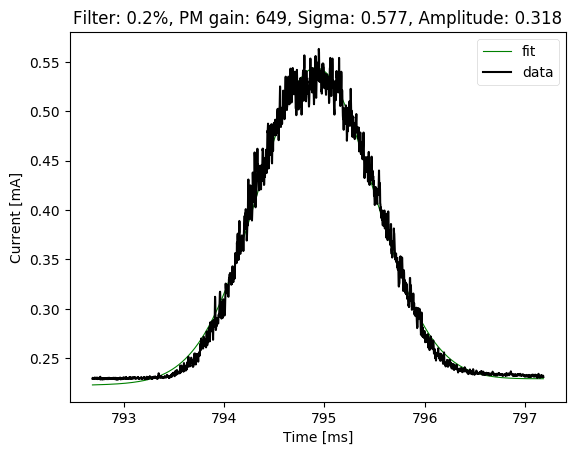 Filter: 0.2%, PM gain: 649, Sigma: 0.577, Amplitude: 0.318
fit
data
0.55
0.50
0.45
0.40
0.35
0.30
0.25
Current [mA]
793 794 795 796 797
Time [ms]